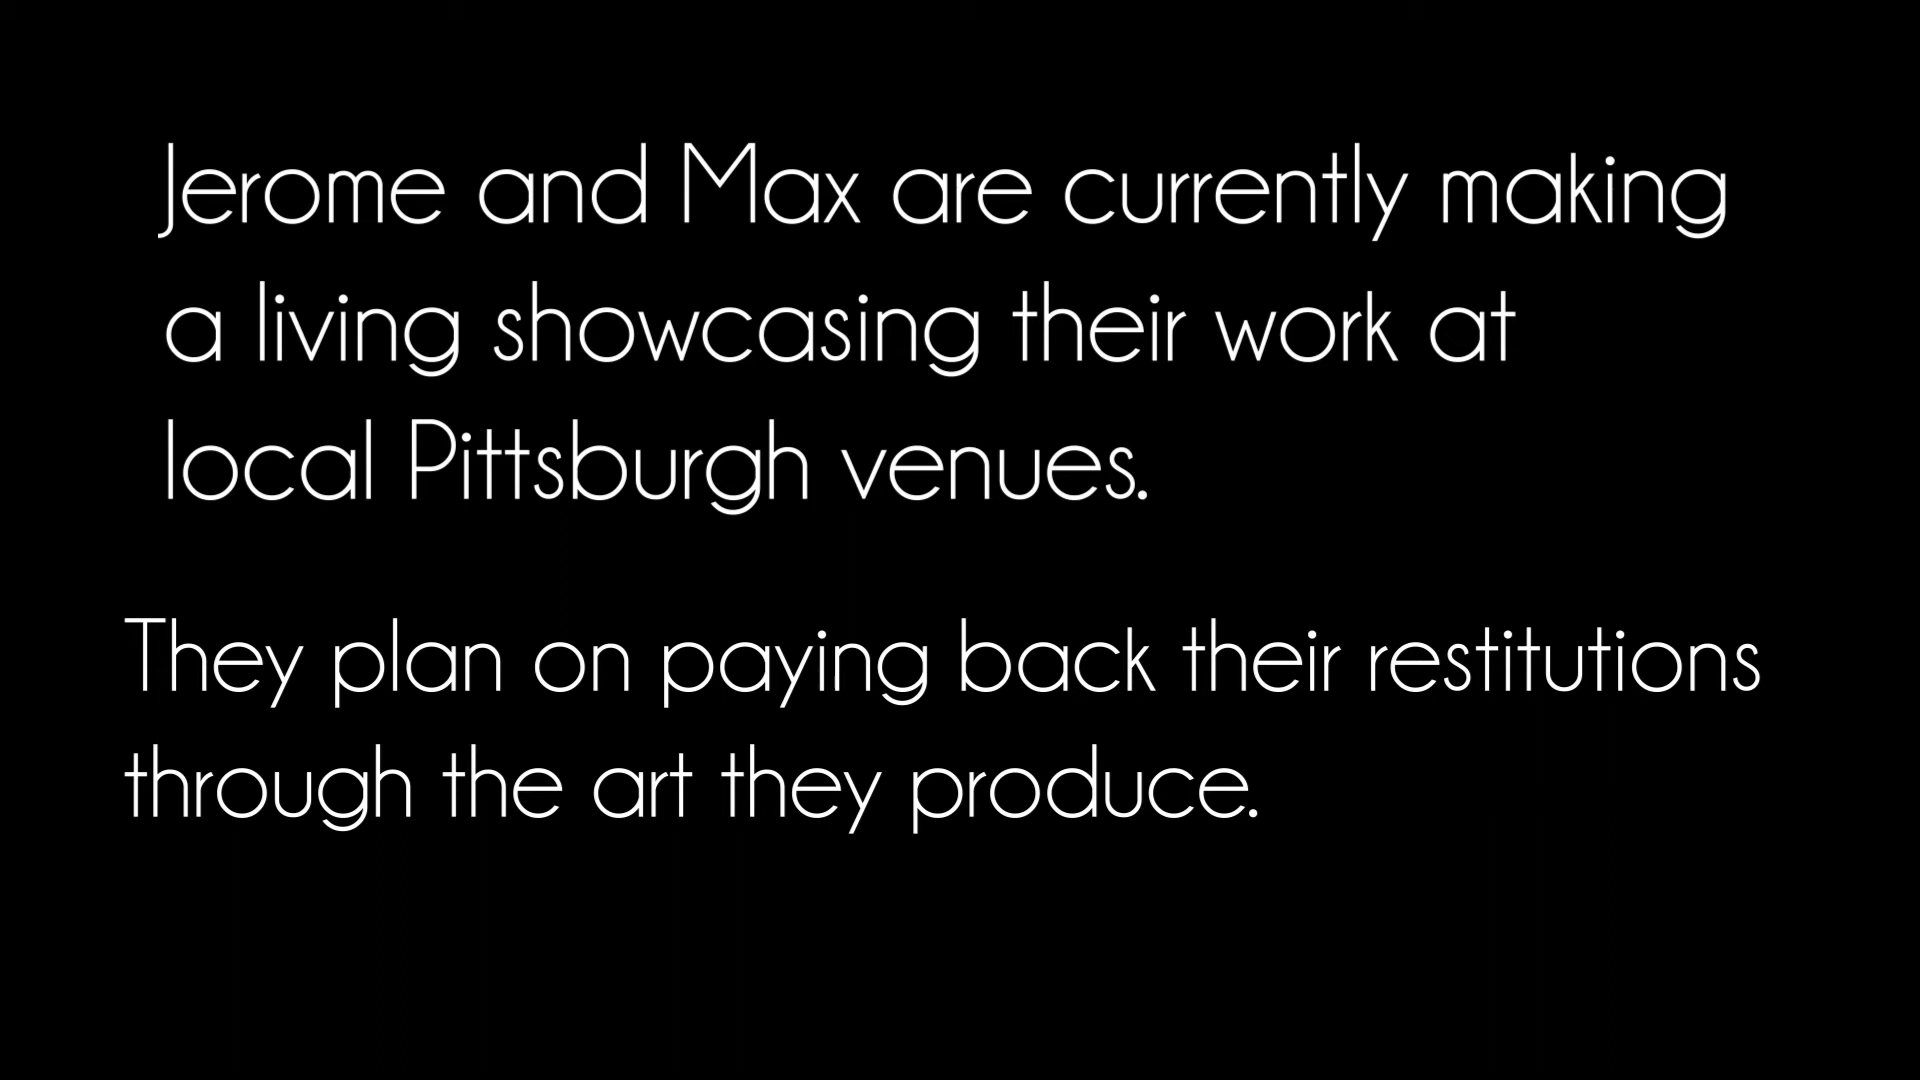 Jerome and Max are currently making
a living showcasing their work at
local Pittsburgh venues.
They plan on paying back their restitutions
through the art they produce.